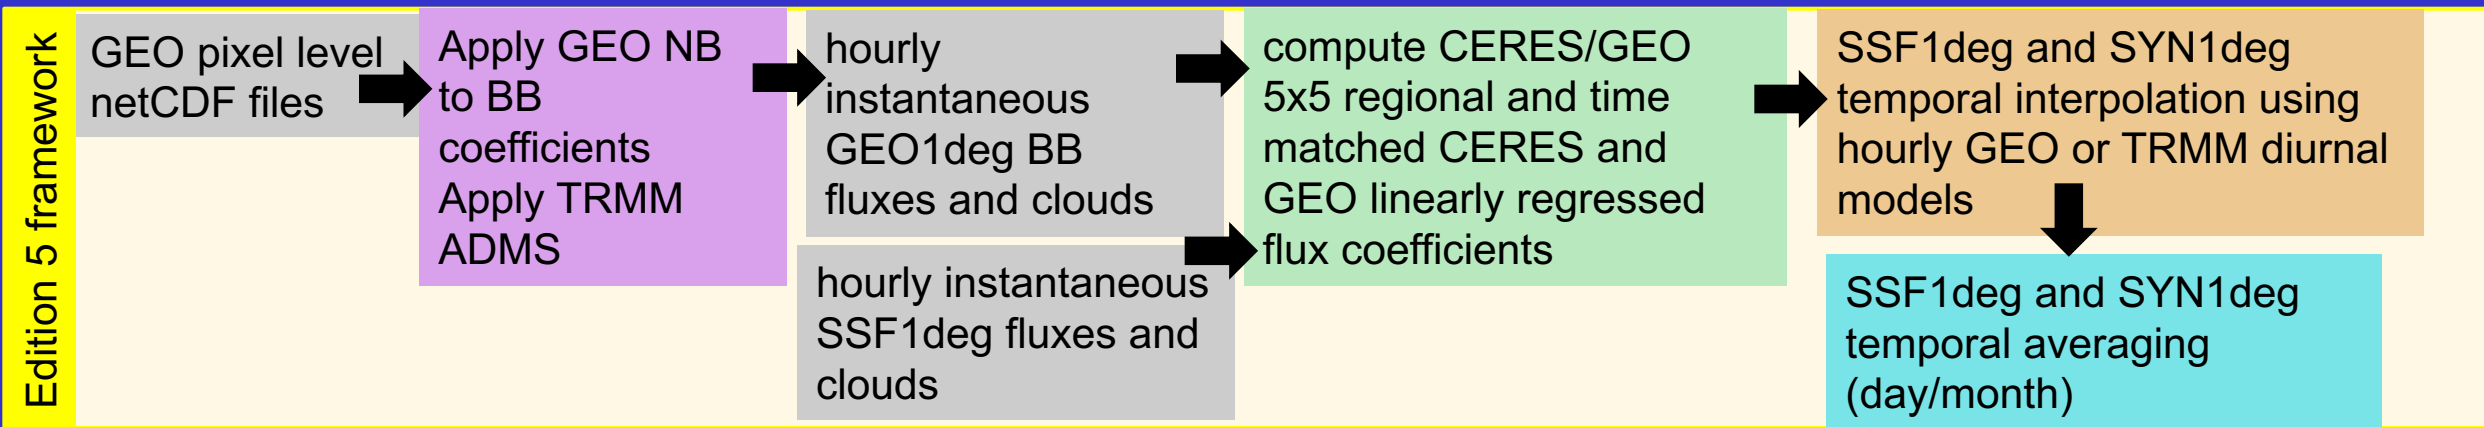 Edition 5 framework
GEO pixel level
netCDF files
Apply GEO NB
to BB
coefficients
Apply TRMM
ADMS
hourly
instantaneous
GEO1deg BB
fluxes and clouds
hourly instantaneous
SSF1deg fluxes and
clouds
compute CERES/GEO
5x5 regional and time
matched CERES and
GEO linearly regressed
flux coefficients
SSF1deg and SYN1deg
temporal interpolation using
hourly GEO or TRMM diurnal
models
SSF1deg and SYN1deg
temporal averaging
(day/month)